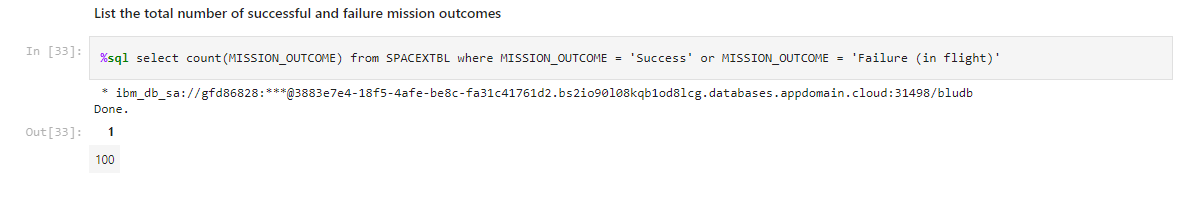 List the total number of successful and failure mission outcomes
In [33]: %sql select count(MISSION_OUTCOME) from SPACEXTBL where MISSION_OUTCOME = 'Success' or MISSION_OUTCOME = 'Failure (in flight)'
* ibm_db_sa://gfd86828:***@3883e7e4-18f5-4afe-be8c-fa31c41761d2.bs2io90l08kqb1od8lcg.databases.appdomain.cloud:31498/bludb
Done.
Out[33]: 1
100